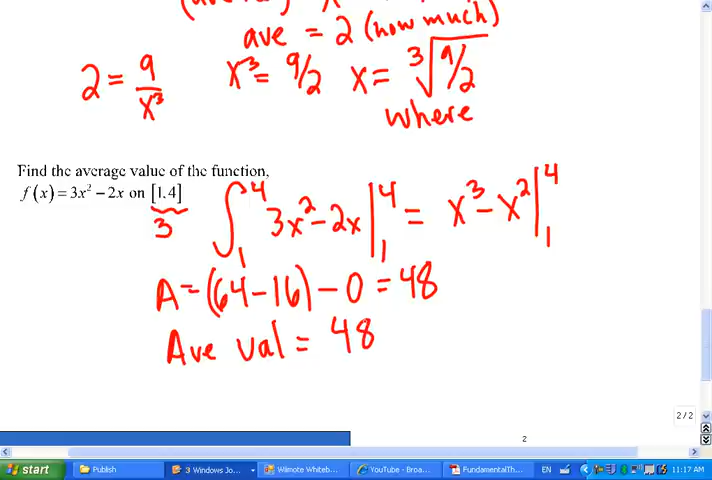 ave = 2 (how much)
2 = 9/x³ x³ = 9/2 x = ³√9/2
where
Find the average value of the function,
f(x) = 3x² − 2x on [1,4]
3 ∫₁⁴ 3x² − 2x |₁⁴ = x³ − x² |₁⁴
A = (64 − 16) − 0 = 48
Ave val = 48
2 / 2
2
start Publish 3 Windows Jo... Wilmote Whiteb... YouTube - Broa... FundamentalTh... EN 11:17 AM